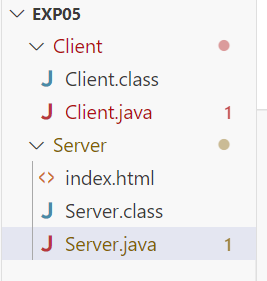 EXP05
Client
Client.class
Client.java 1
Server
index.html
Server.class
Server.java 1